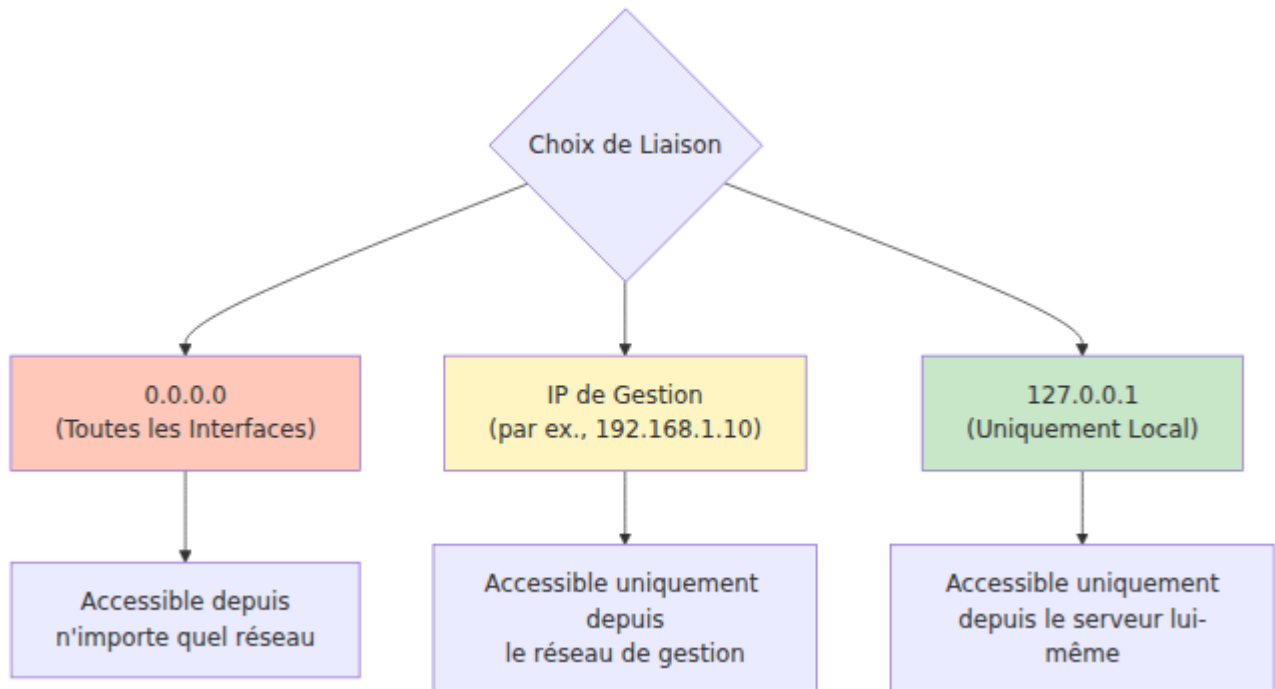 Choix de Liaison
0.0.0.0
(Toutes les Interfaces)
IP de Gestion
(par ex., 192.168.1.10)
127.0.0.1
(Uniquement Local)
Accessible depuis
n'importe quel réseau
Accessible uniquement
depuis
le réseau de gestion
Accessible uniquement
depuis le serveur lui-
même